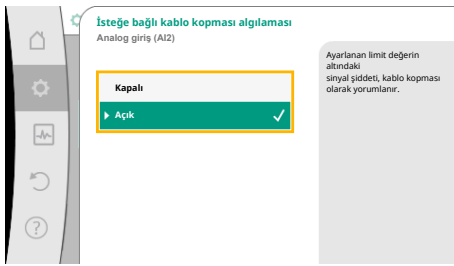 İsteğe bağlı kablo kopması algılaması
Analog giriş (AI2)
Kapalı
Açık
Ayarlanan limit değerin
altındaki
sinyal şiddeti, kablo kopması
olarak yorumlanır.
?